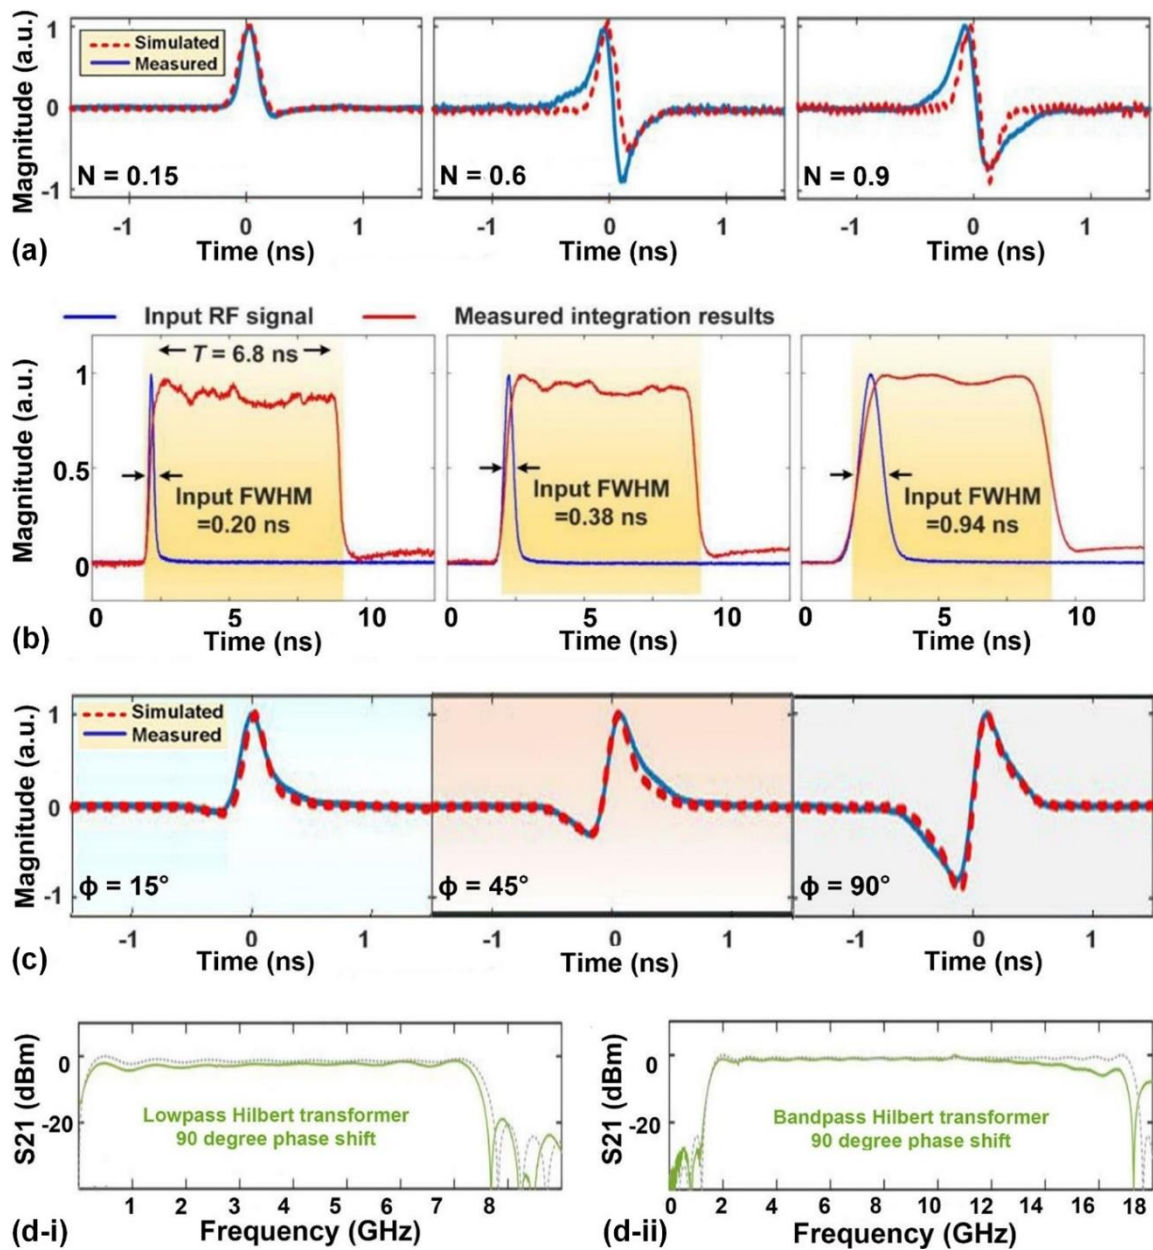 Magnitude (a.u.)
1
0
-1
Simulated
Measured
N = 0.15
N = 0.6
N = 0.9
-1 0 1
-1 0 1
-1 0 1
(a)
Time (ns)
Time (ns)
Time (ns)
Input RF signal
Measured integration results
Magnitude (a.u.)
1
0.5
0
T = 6.8 ns
Input FWHM
=0.20 ns
Input FWHM
=0.38 ns
Input FWHM
=0.94 ns
0 5 10
0 5 10
0 5 10
(b)
Time (ns)
Time (ns)
Time (ns)
Magnitude (a.u.)
1
0
-1
Simulated
Measured
ϕ = 15°
ϕ = 45°
ϕ = 90°
-1 0 1
-1 0 1
-1 0 1
(c)
Time (ns)
Time (ns)
Time (ns)
S21 (dBm)
0
-20
Lowpass Hilbert transformer
90 degree phase shift
1 2 3 4 5 6 7 8
(d-i)
Frequency (GHz)
S21 (dBm)
0
-20
Bandpass Hilbert transformer
90 degree phase shift
0 2 4 6 8 10 12 14 16 18
(d-ii)
Frequency (GHz)